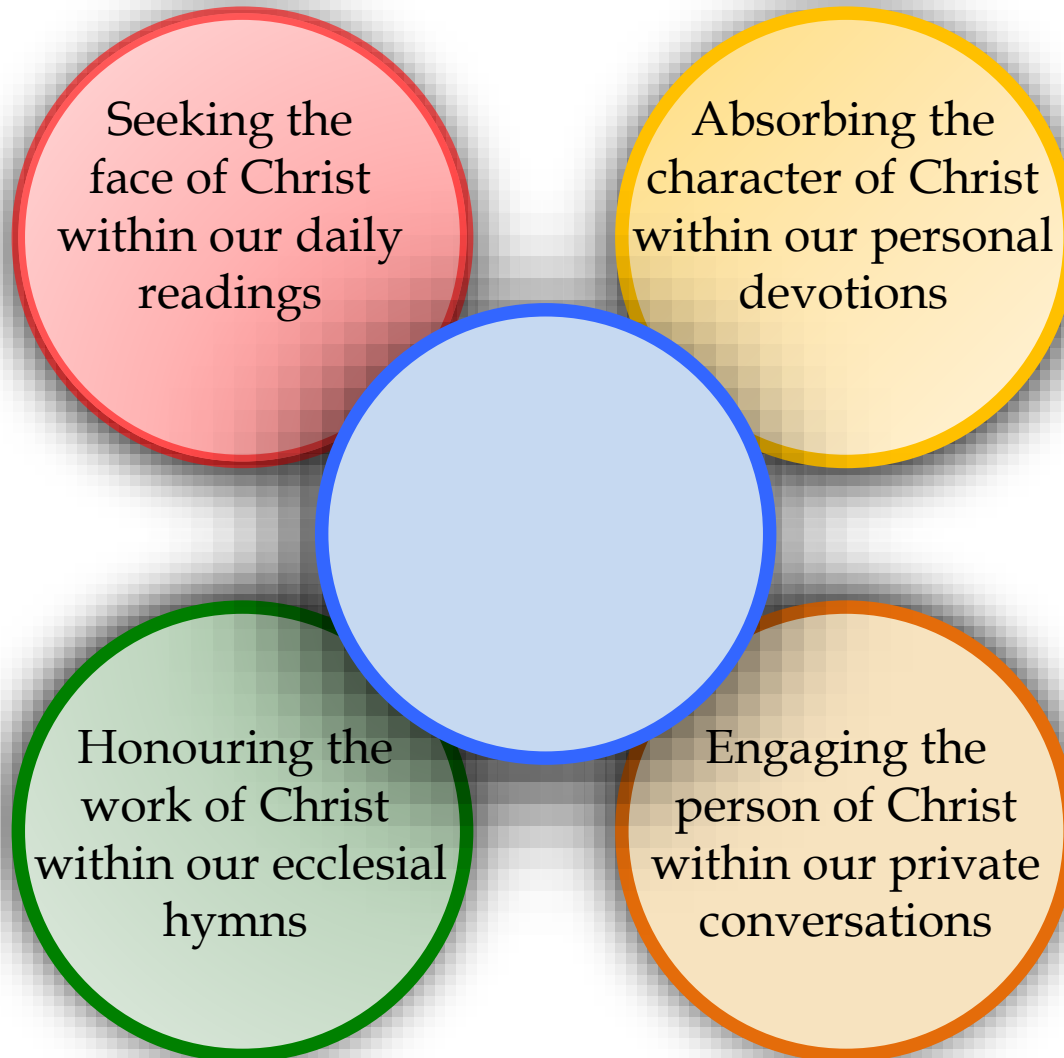 Seeking the
face of Christ
within our daily
readings
Absorbing the
character of Christ
within our personal
devotions
Honouring the
work of Christ
within our ecclesial
hymns
Engaging the
person of Christ
within our private
conversations